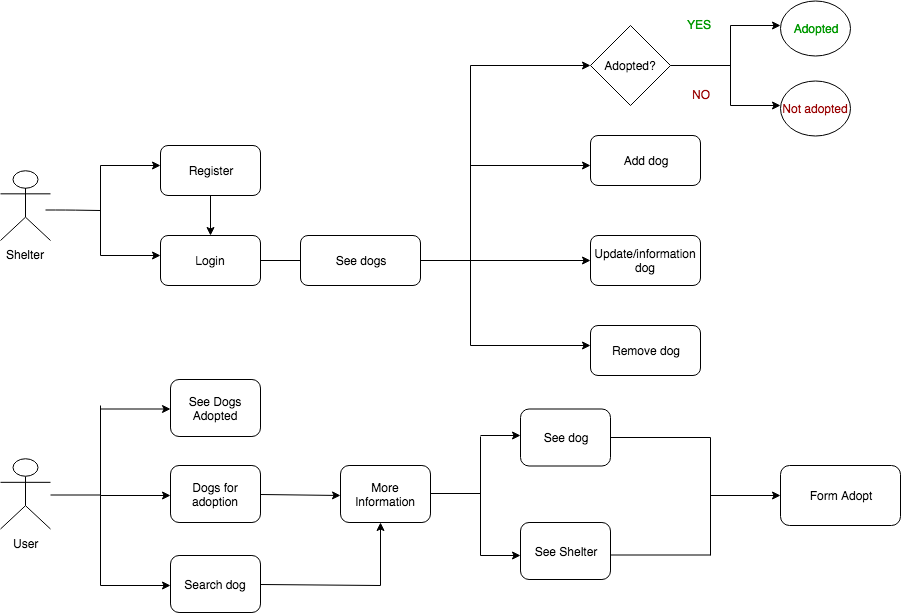 YES
Adopted
Adopted?
NO
Not adopted
Register
Add dog
Shelter
Login
See dogs
Update/information
dog
Remove dog
See Dogs
Adopted
See dog
Dogs for
adoption
More
Information
Form Adopt
User
See Shelter
Search dog